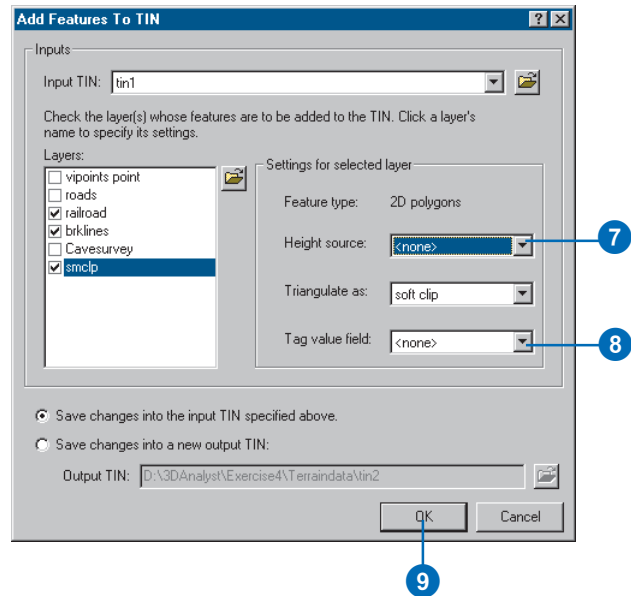 Add Features To TIN
Inputs
Input TIN: tin1
Check the layer(s) whose features are to be added to the TIN. Click a layer's
name to specify its settings.
Layers:
vipoints point
roads
railroad
brklines
Cavesurvey
smclp
Settings for selected layer
Feature type: 2D polygons
Height source: <none>
7
Triangulate as: soft clip
Tag value field: <none>
8
Save changes into the input TIN specified above.
Save changes into a new output TIN:
Output TIN: D:\3DAnalyst\Exercise4\Terraindata\tin2
OK Cancel
9